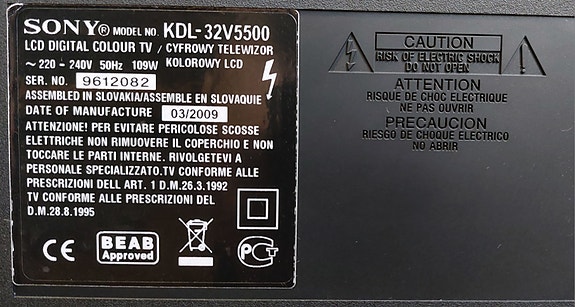 SONY® MODEL NO. KDL-32V5500
LCD DIGITAL COLOUR TV / CYFROWY TELEWIZOR
~ 220 - 240V 50Hz 109W KOLOROWY LCD
SER. NO. 9612082
ASSEMBLED IN SLOVAKIA/ASSEMBLE EN SLOVAQUIE
DATE OF MANUFACTURE 03/2009
ATTENZIONE! PER EVITARE PERICOLOSE SCOSSE
ELETTRICHE NON RIMUOVERE IL COPERCHIO E NON
TOCCARE LE PARTI INTERNE. RIVOLGETEVI A
PERSONALE SPECIALIZZATO.TV CONFORME ALLE
PRESCRIZIONI DELL' ART. 1 D.M.26.3.1992
TV CONFORME ALLE PRESCRIZIONI DEL
D.M.28.8.1995
CE
BEAB
Approved
PCT
CAUTION
RISK OF ELECTRIC SHOCK
DO NOT OPEN
ATTENTION
RISQUE DE CHOC ELECTRIQUE
NE PAS OUVRIR
PRECAUCION
RIESGO DE CHOQUE ELECTRICO
NO ABRIR